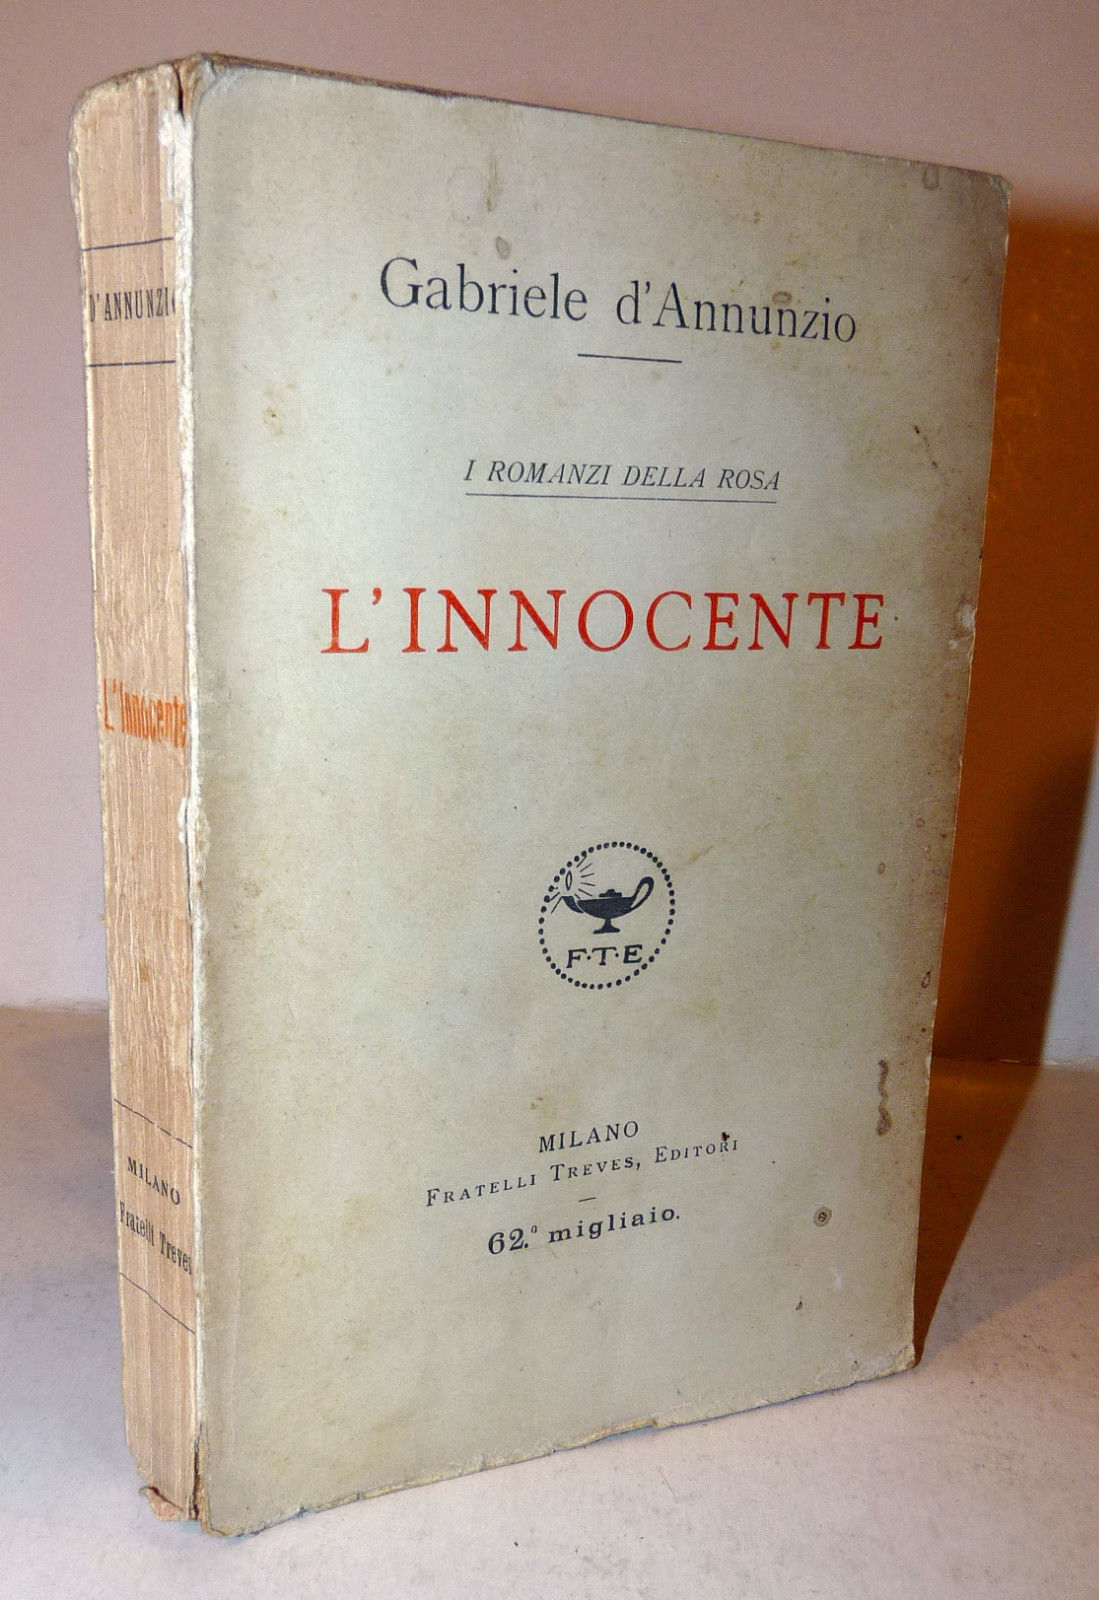 D'ANNUNZIO
L'Innocente
MILANO
Fratelli Treves
Gabriele d'Annunzio
I ROMANZI DELLA ROSA
L'INNOCENTE
F·T·E
MILANO
FRATELLI TREVES, EDITORI
62.º migliaio.